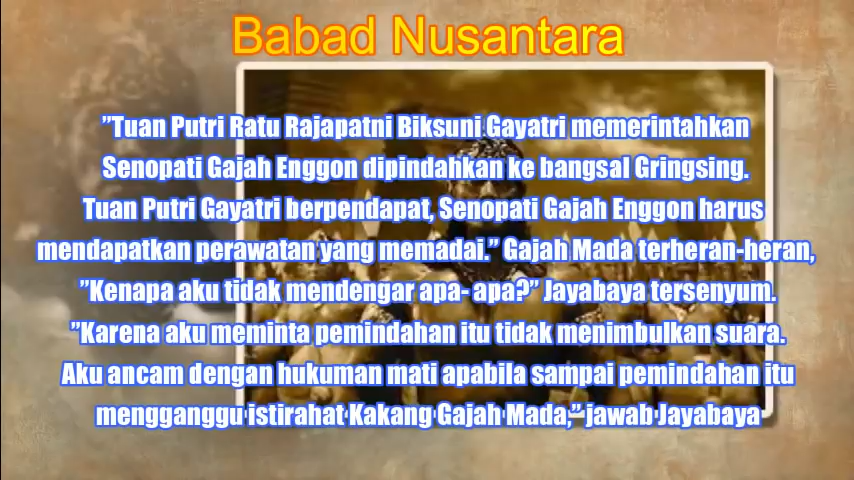 Babad Nusantara
”Tuan Putri Ratu Rajapatni Biksuni Gayatri memerintahkan
Senopati Gajah Enggon dipindahkan ke bangsal Gringsing.
Tuan Putri Gayatri berpendapat, Senopati Gajah Enggon harus
mendapatkan perawatan yang memadai.” Gajah Mada terheran-heran,
”Kenapa aku tidak mendengar apa- apa?” Jayabaya tersenyum.
”Karena aku meminta pemindahan itu tidak menimbulkan suara.
Aku ancam dengan hukuman mati apabila sampai pemindahan itu
mengganggu istirahat Kakang Gajah Mada,” jawab Jayabaya